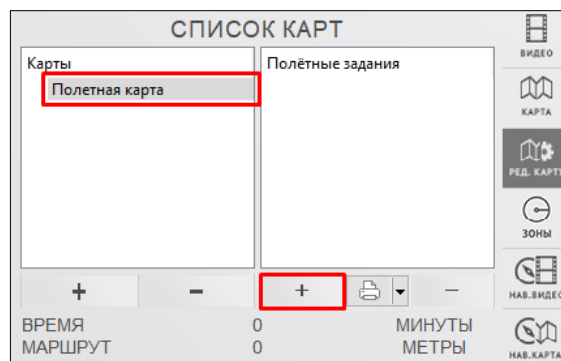 СПИСОК КАРТ
Карты
Полетная карта
Полётные задания
+ − + −
ВРЕМЯ 0 МИНУТЫ
МАРШРУТ 0 МЕТРЫ
ВИДЕО
КАРТА
РЕД. КАРТУ
ЗОНЫ
НАВ.ВИДЕО
НАВ.КАРТА